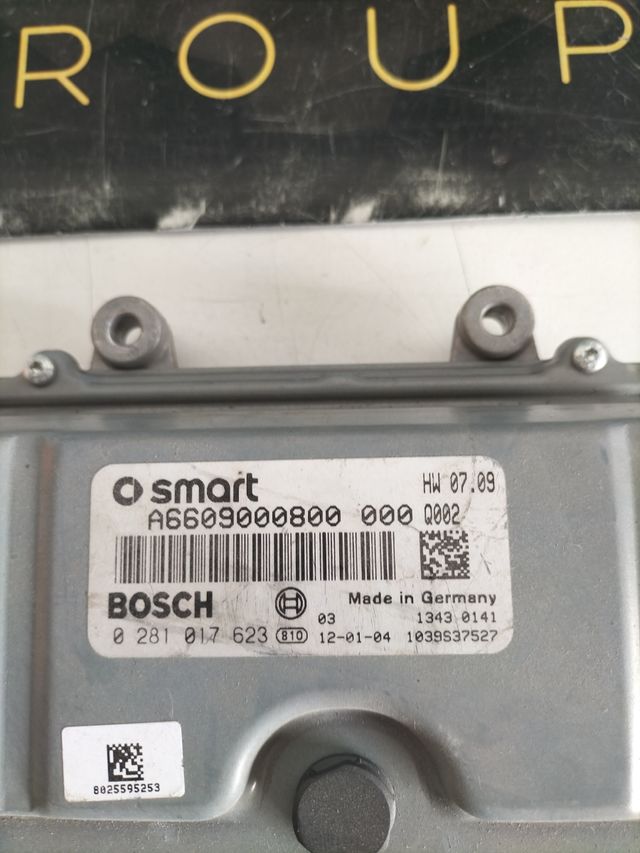 ROUP
smart HW 07.09
A6609000800 000 Q002
BOSCH Made in Germany
03 1343 0141
0 281 017 623 810 12-01-04 1039S37527
8025595253